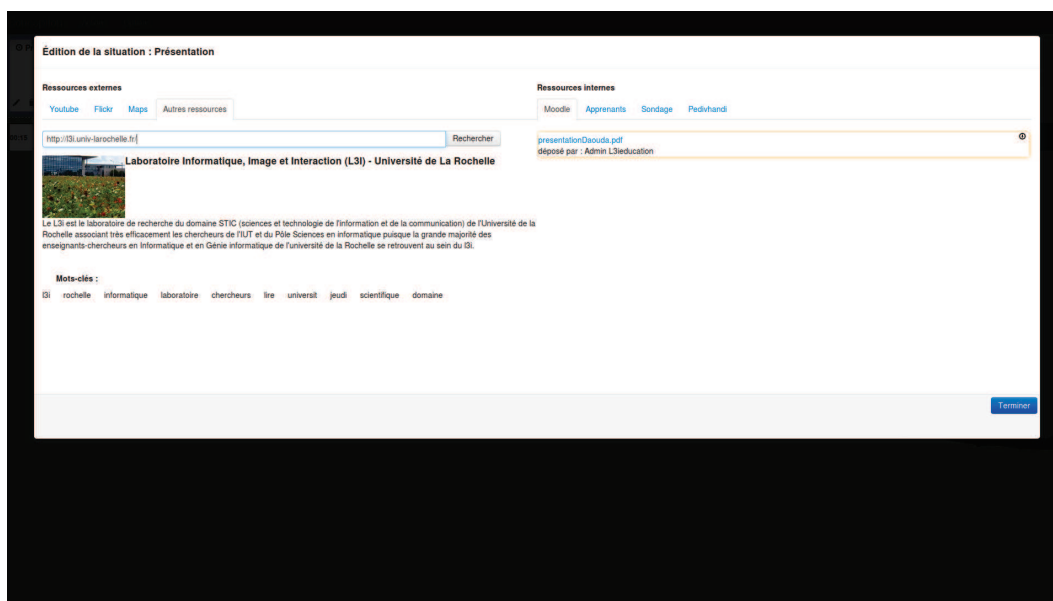 Édition de la situation : Présentation
Ressources externes
Youtube Flickr Maps Autres ressources
http://l3i.univ-larochelle.fr/
Rechercher
Laboratoire Informatique, Image et Interaction (L3I) - Université de La Rochelle
Le L3i est le laboratoire de recherche du domaine STIC (sciences et technologie de l'information et de la communication) de l'Université de la
Rochelle associant très efficacement les chercheurs de l'IUT et du Pôle Sciences en informatique puisque la grande majorité des
enseignants-chercheurs en Informatique et en Génie informatique de l'université de la Rochelle se retrouvent au sein du l3i.
Mots-clés :
l3i rochelle informatique laboratoire chercheurs lire universit jeudi scientifique domaine
Ressources internes
Moodle Apprenants Sondage Pedivhandi
presentationDaouda.pdf
déposé par : Admin L3ieducation
Terminer